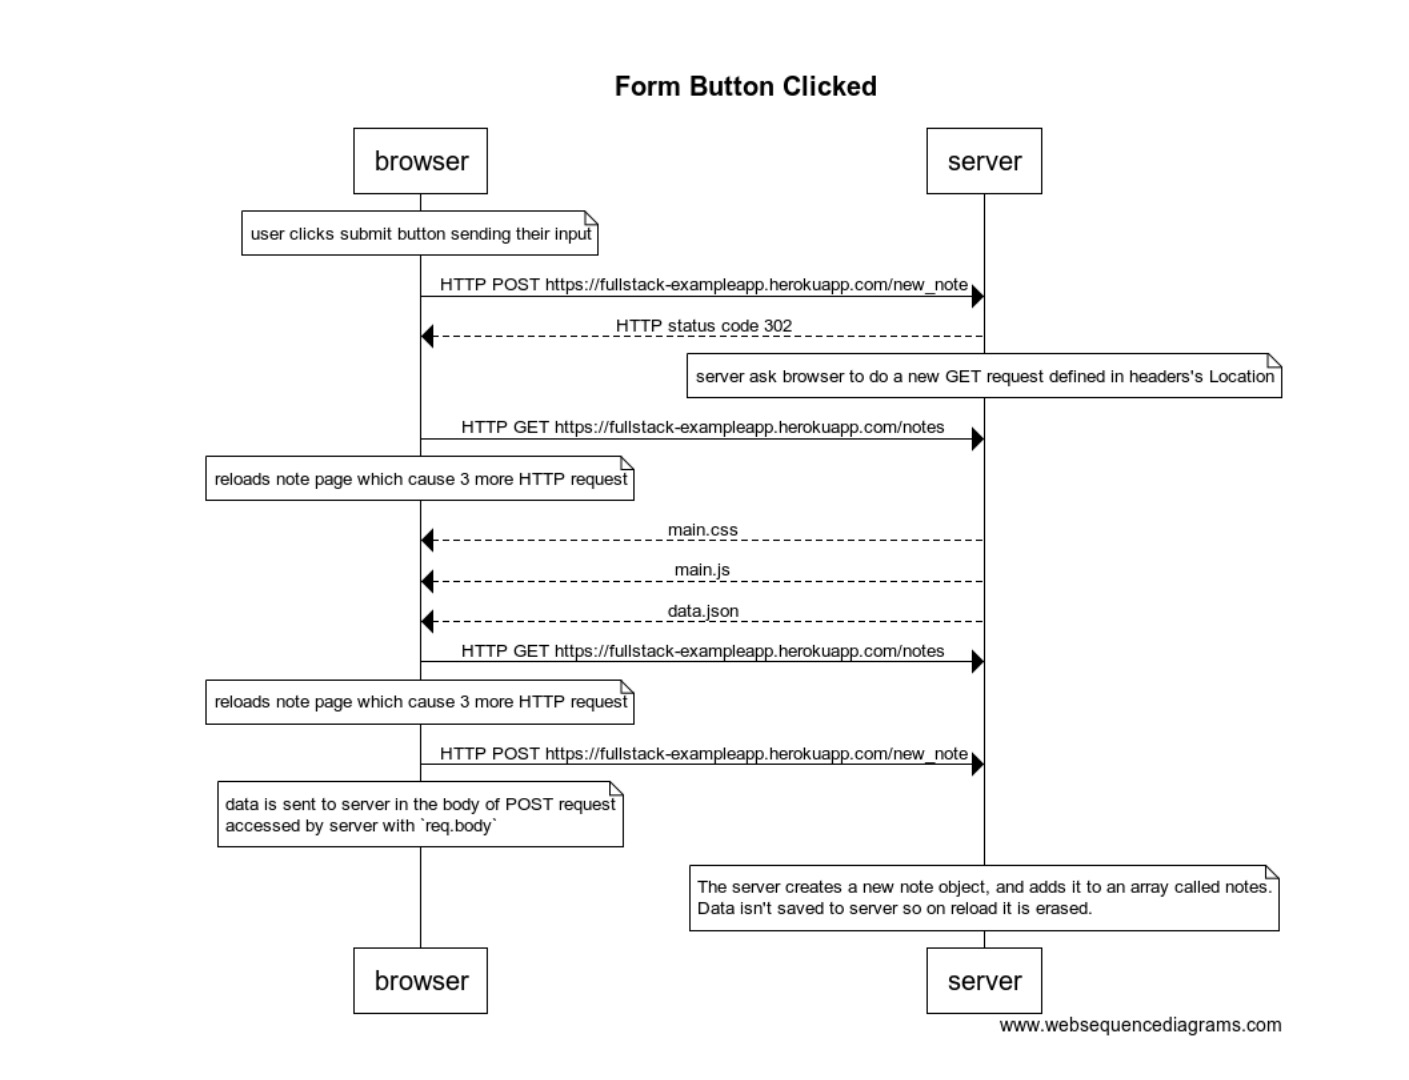 Form Button Clicked
browser
server
user clicks submit button sending their input
HTTP POST https://fullstack-exampleapp.herokuapp.com/new_note
HTTP status code 302
server ask browser to do a new GET request defined in headers's Location
HTTP GET https://fullstack-exampleapp.herokuapp.com/notes
reloads note page which cause 3 more HTTP request
main.css
main.js
data.json
HTTP GET https://fullstack-exampleapp.herokuapp.com/notes
reloads note page which cause 3 more HTTP request
HTTP POST https://fullstack-exampleapp.herokuapp.com/new_note
data is sent to server in the body of POST request
accessed by server with `req.body`
The server creates a new note object, and adds it to an array called notes.
Data isn't saved to server so on reload it is erased.
browser
server
www.websequencediagrams.com